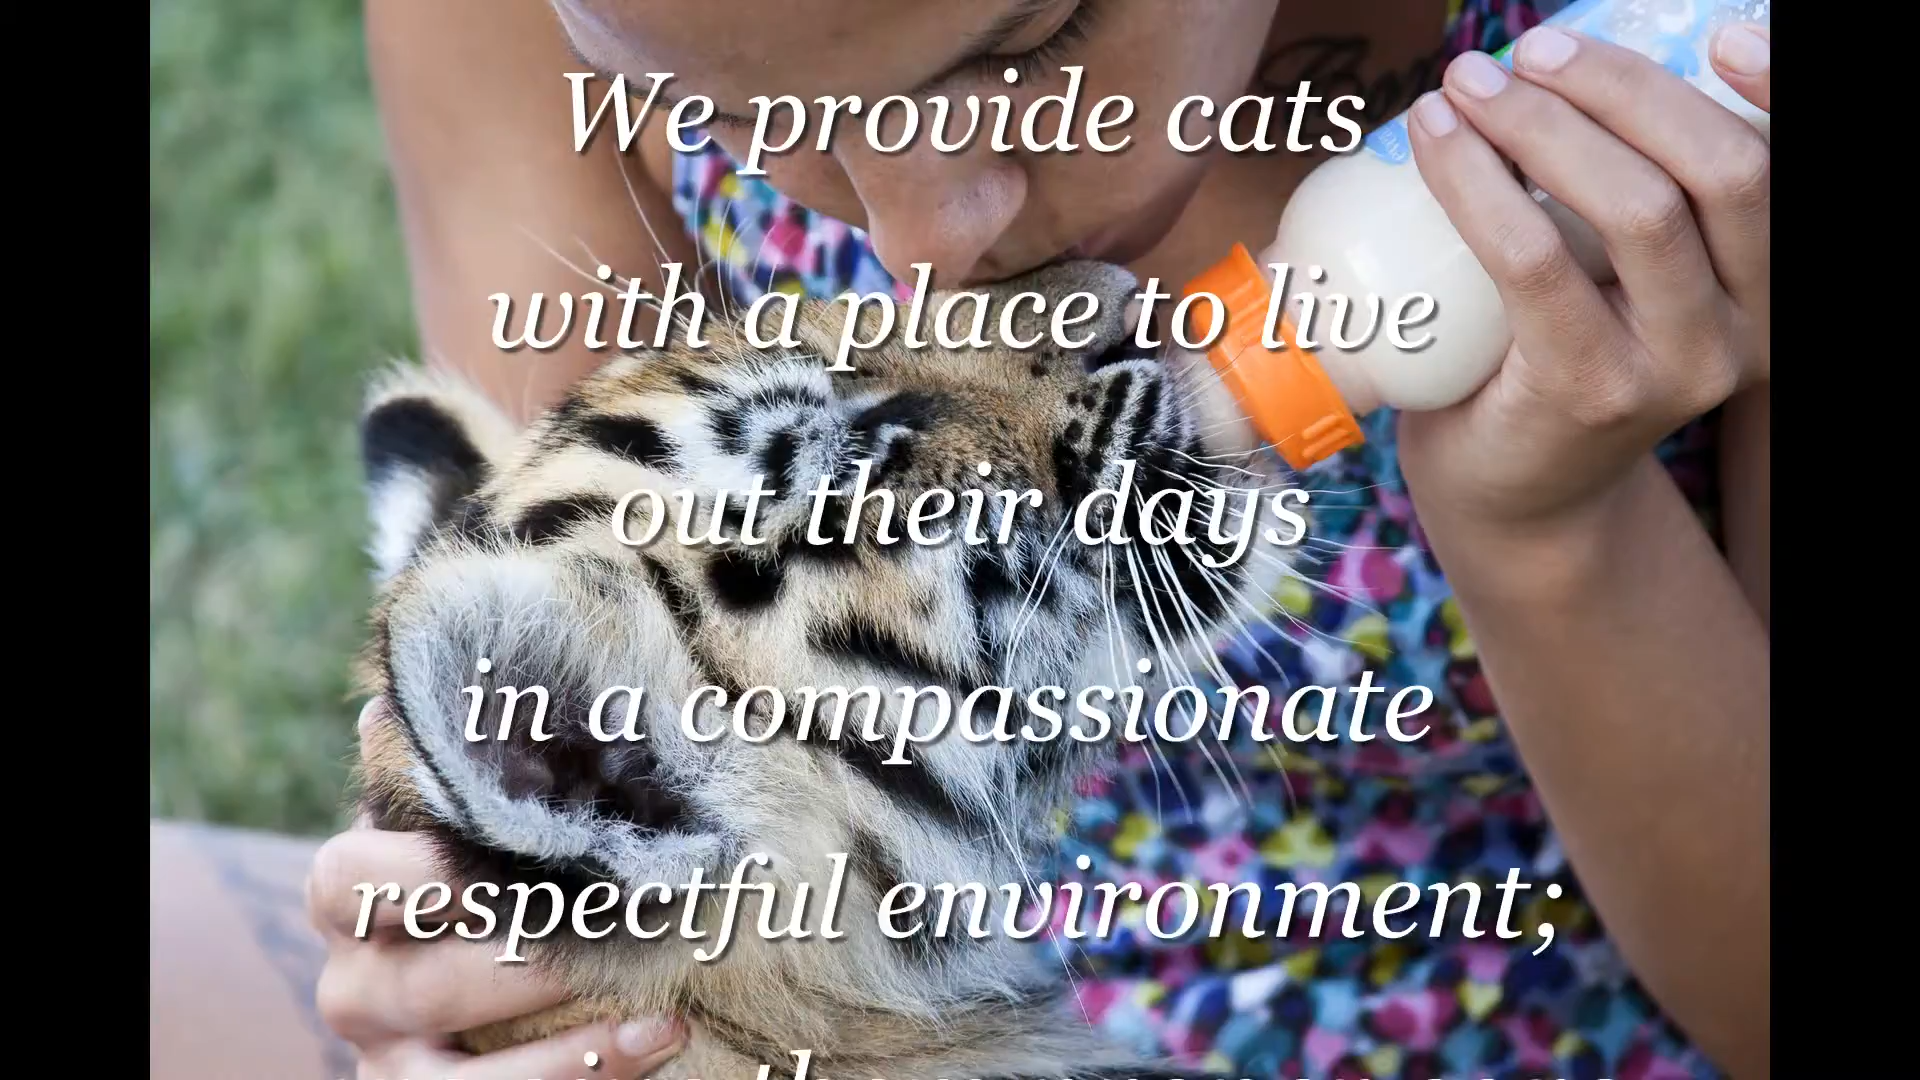 We provide cats
with a place to live
out their days
in a compassionate
respectful environment;